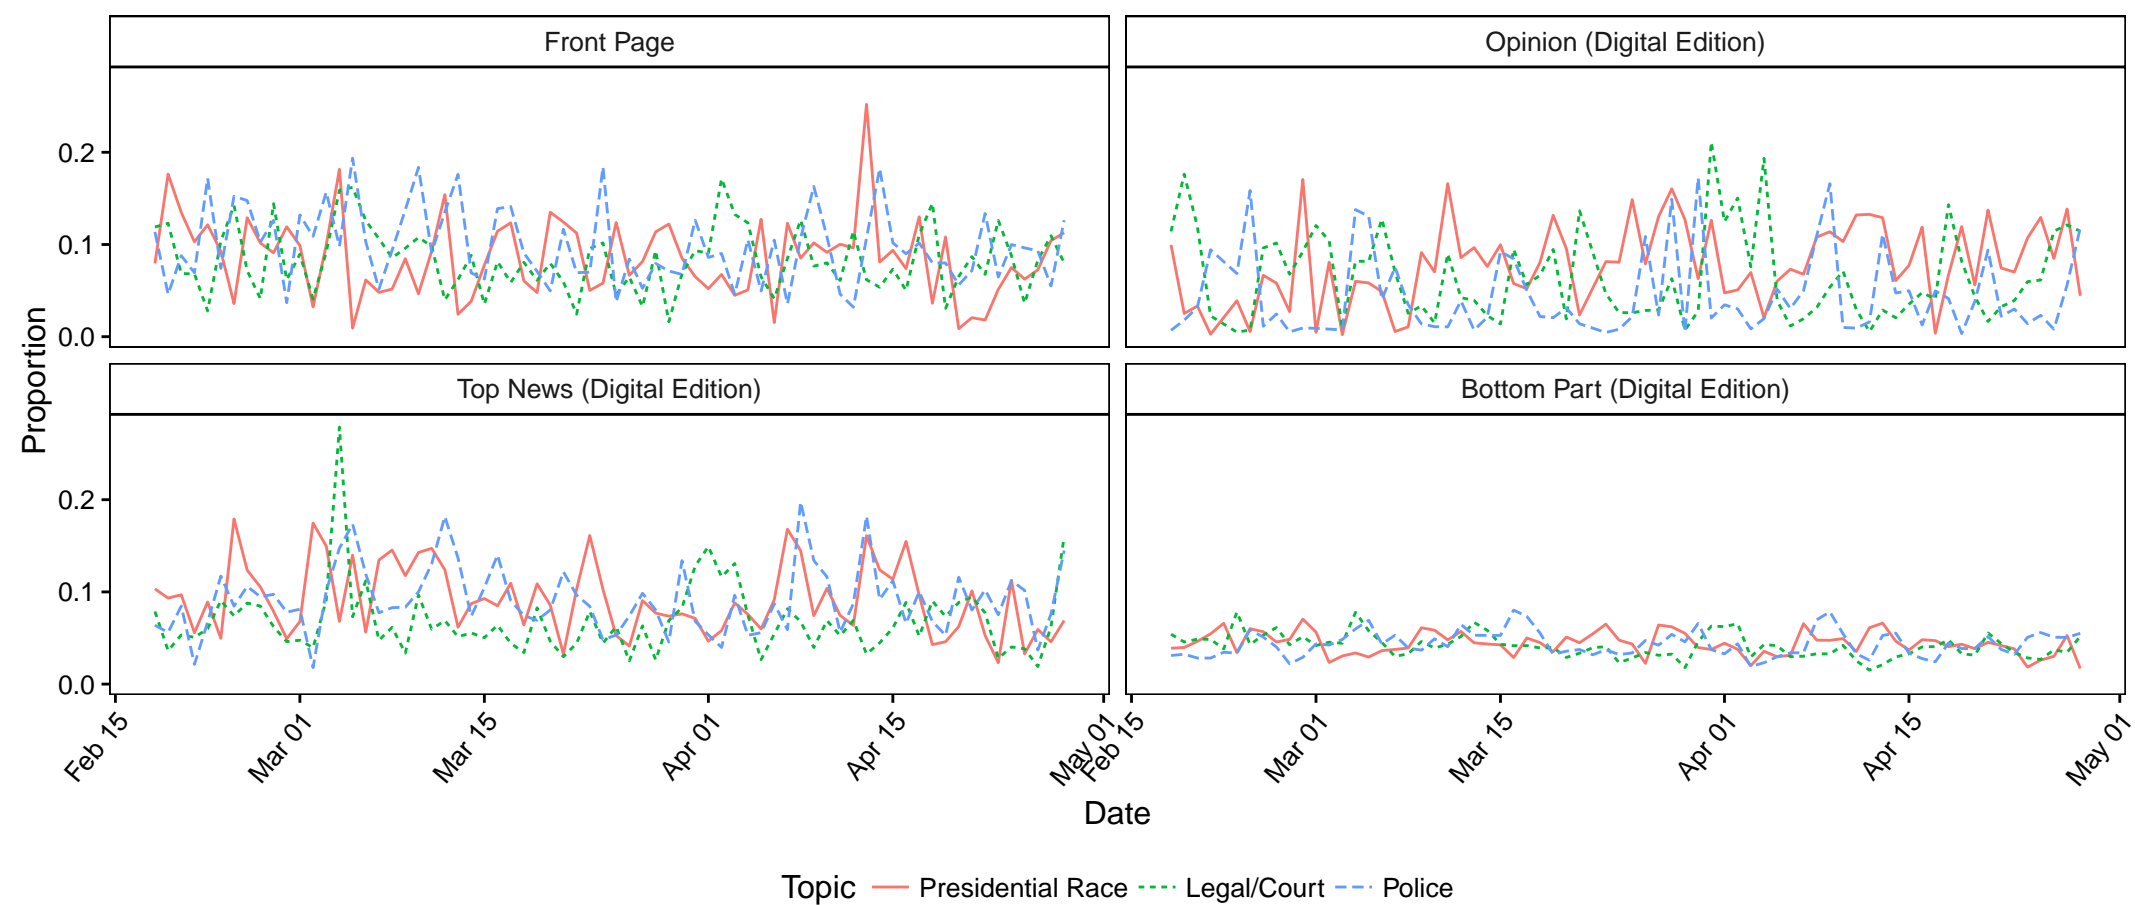 Front Page
Opinion (Digital Edition)
0.2
0.1
0.0
Proportion
Top News (Digital Edition)
Bottom Part (Digital Edition)
0.2
0.1
0.0
Feb 15 Mar 01 Mar 15 Apr 01 Apr 15 May 01
Feb 15 Mar 01 Mar 15 Apr 01 Apr 15 May 01
Date
Topic Presidential Race Legal/Court Police